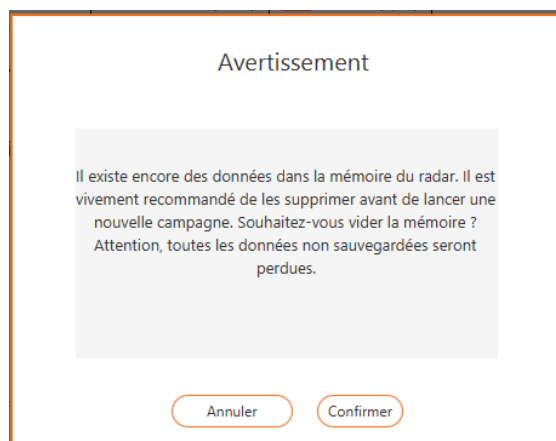 Avertissement
Il existe encore des données dans la mémoire du radar. Il est
vivement recommandé de les supprimer avant de lancer une
nouvelle campagne. Souhaitez-vous vider la mémoire ?
Attention, toutes les données non sauvegardées seront
perdues.
Annuler
Confirmer